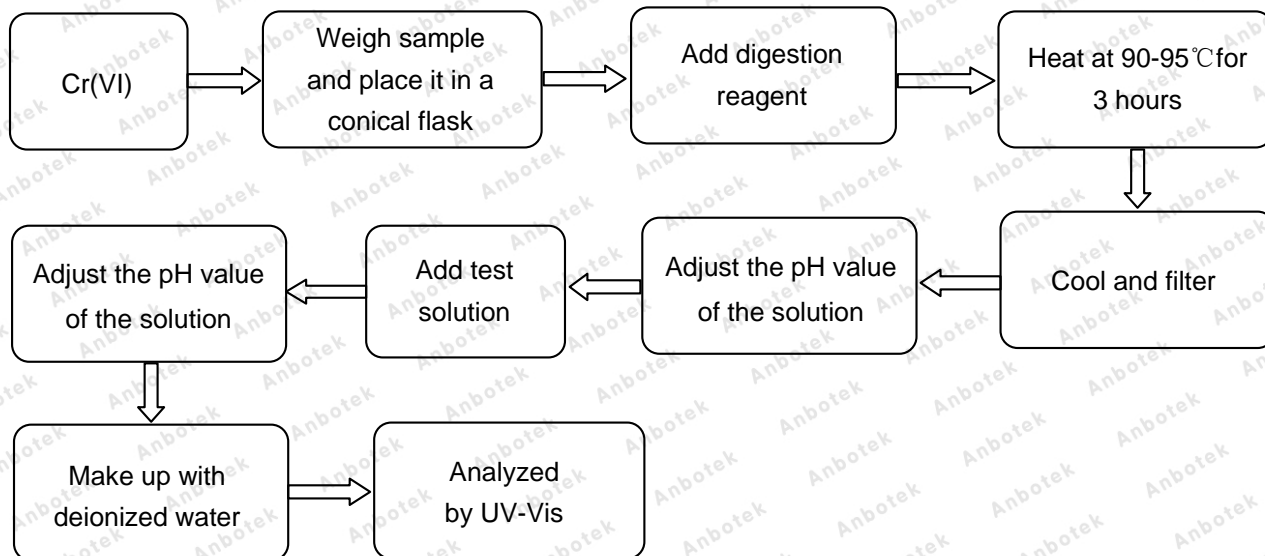 Cr(VI)
Weigh sample
and place it in a
conical flask
Add digestion
reagent
Heat at 90-95℃for
3 hours
Cool and filter
Adjust the pH value
of the solution
Add test
solution
Adjust the pH value
of the solution
Make up with
deionized water
Analyzed
by UV-Vis
Anbotek